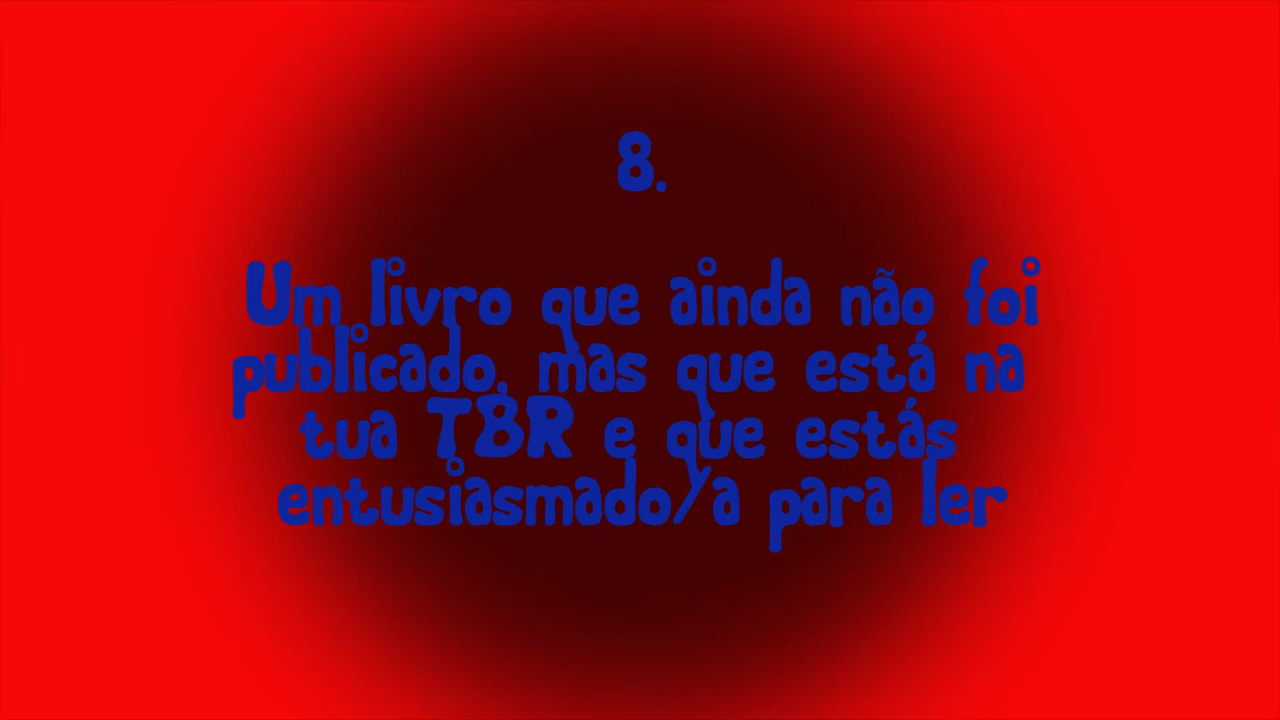 8.
Um livro que ainda não foi
publicado, mas que está na
tua TBR e que estás
entusiasmado/a para ler